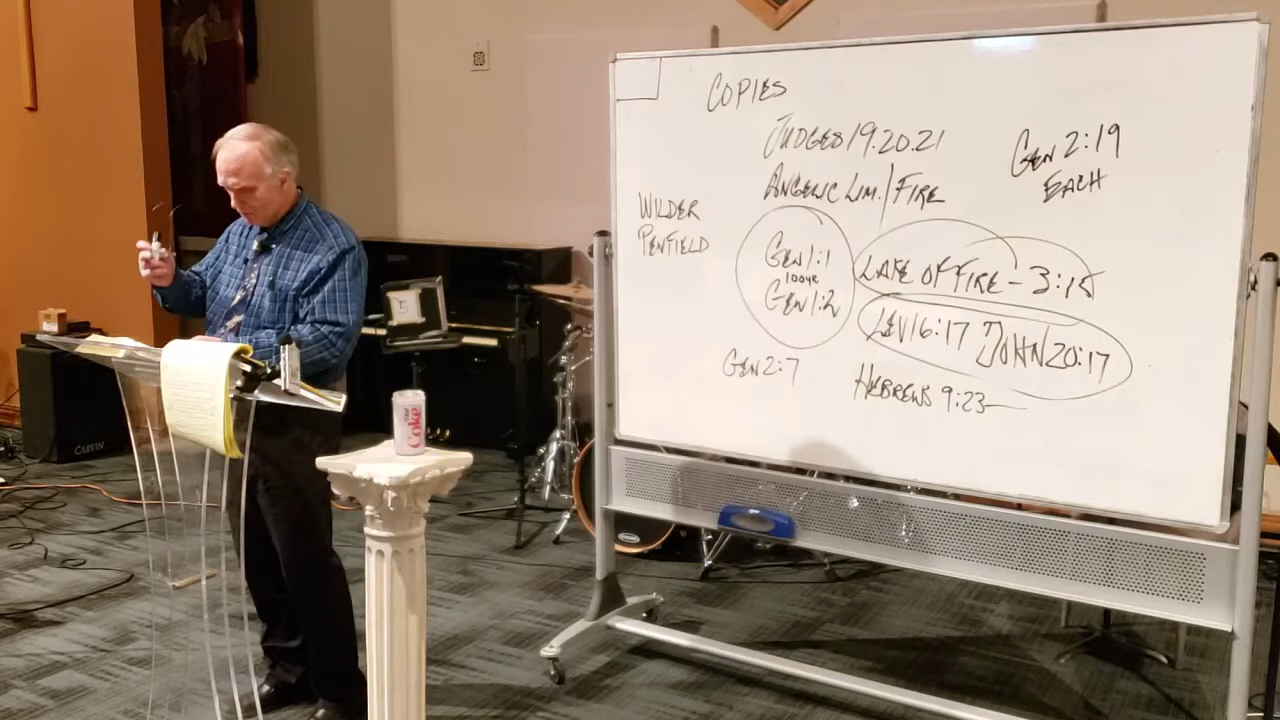 COPIES
JUDGES 19.20.21
GEN 2:19
EACH
ANGELIC LIM./FIRE
WILDER
PENFIELD
GEN 1:1
100YR
GEN 1:2
LAKE OF FIRE - 3:15
LEV 16:17 JOHN 20:17
GEN 2:7
HEBREWS 9:23—
5
Diet
Coke
CARVIN